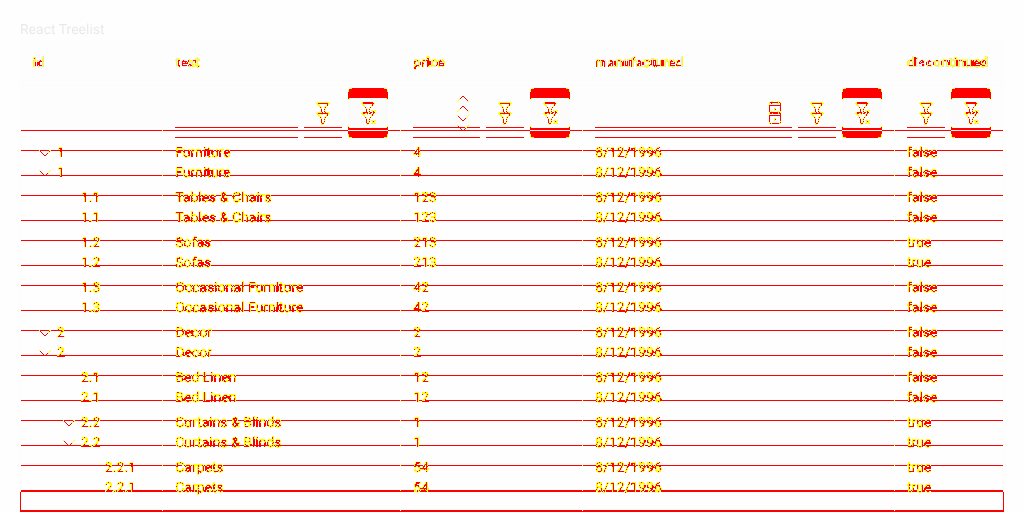 React Treelist
id text price manufactured discontinued
1 Furniture 4 8/12/1996 false
1 Furniture 4 8/12/1996 false
1.1 Tables & Chairs 123 8/12/1996 false
1.1 Tables & Chairs 123 8/12/1996 false
1.2 Sofas 213 8/12/1996 true
1.2 Sofas 213 8/12/1996 true
1.3 Occasional Furniture 42 8/12/1996 false
1.3 Occasional Furniture 42 8/12/1996 false
2 Decor 2 8/12/1996 false
2 Decor 2 8/12/1996 false
2.1 Bed Linen 12 8/12/1996 false
2.1 Bed Linen 12 8/12/1996 false
2.2 Curtains & Blinds 1 8/12/1996 true
2.2 Curtains & Blinds 1 8/12/1996 true
2.2.1 Carpets 54 8/12/1996 true
2.2.1 Carpets 54 8/12/1996 true